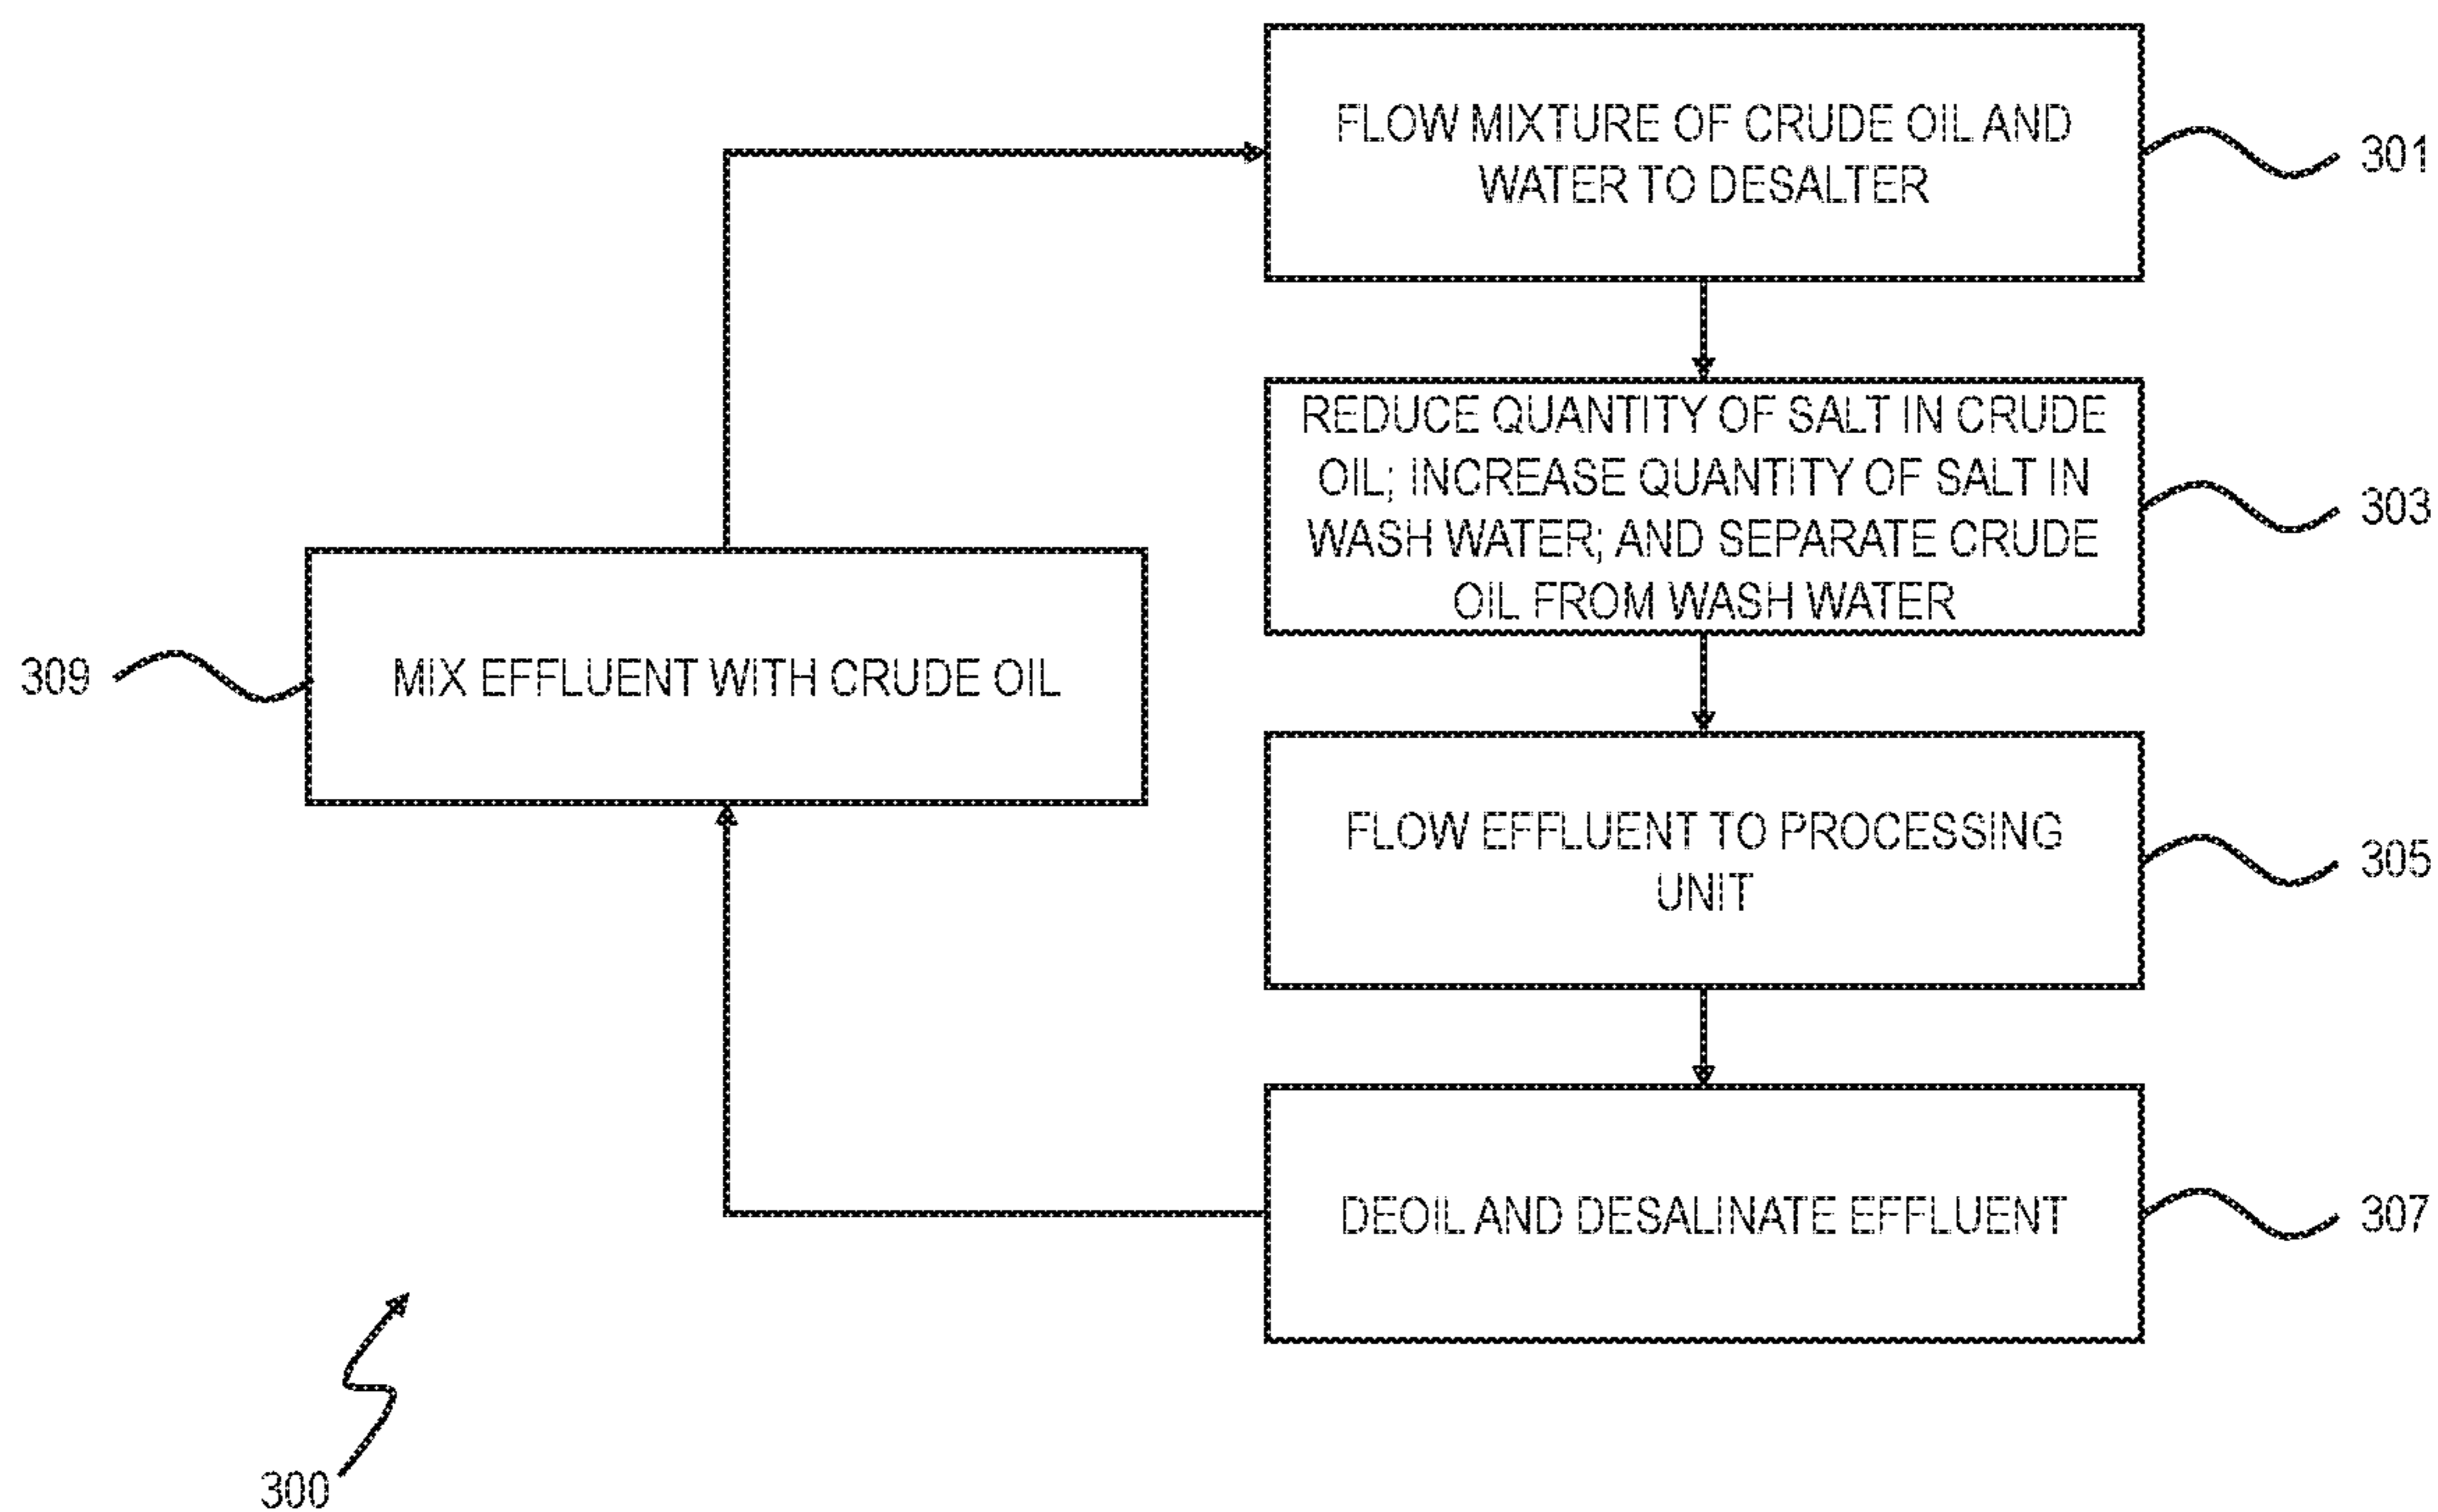 FLOW MIXTURE OF CRUDE OIL AND
WATER TO DESALTER
301
REDUCE QUANTITY OF SALT IN CRUDE
OIL; INCREASE QUANTITY OF SALT IN
WASH WATER; AND SEPARATE CRUDE
OIL FROM WASH WATER
303
309
MIX EFFLUENT WITH CRUDE OIL
FLOW EFFLUENT TO PROCESSING
UNIT
305
DEOIL AND DESALINATE EFFLUENT
307
300